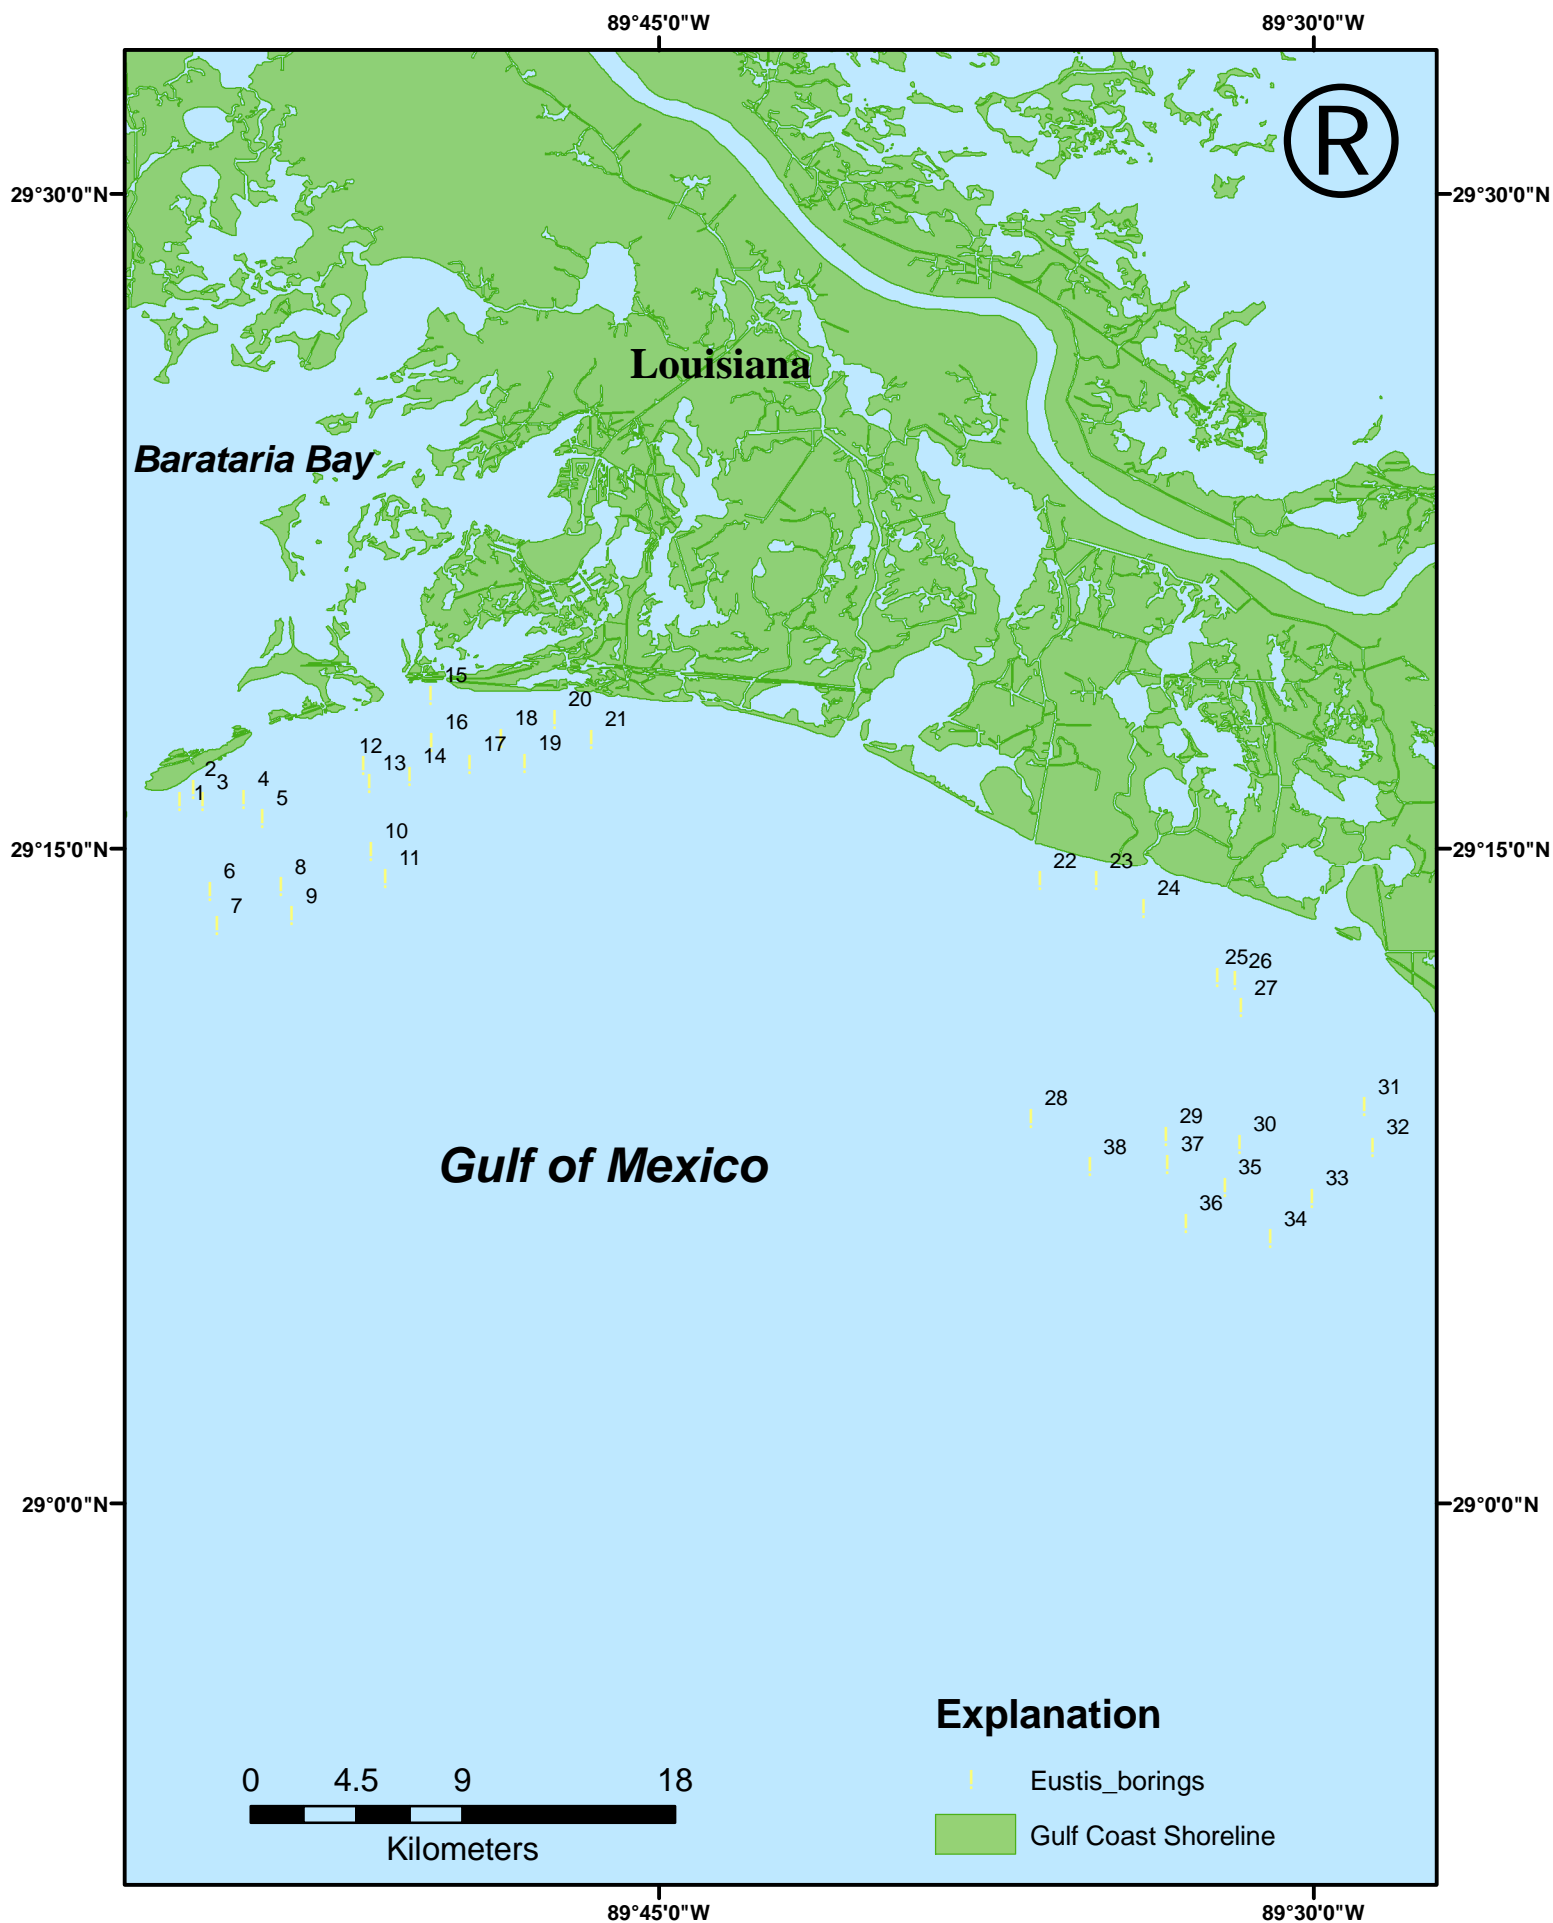 89°45'0"W 89°30'0"W
®
29°30'0"N 29°30'0"N
Louisiana
Barataria Bay
15
20
16 18 21
12 14 17 19
2 13
1 3 4
5
10
11
29°15'0"N 29°15'0"N
6 8 22 23
7 9 24
25 26
27
31
28
29 30 32
38 37
Gulf of Mexico
35
33
36
34
29°0'0"N 29°0'0"N
Explanation
0 4.5 9 18
Kilometers
Eustis_borings
Gulf Coast Shoreline
89°45'0"W 89°30'0"W